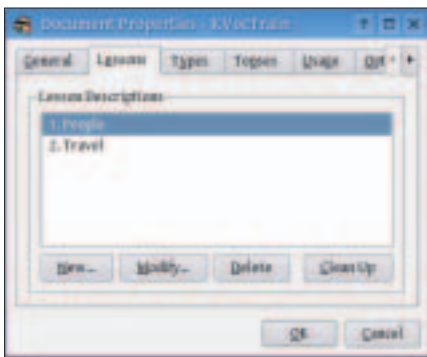 Document Properties - KVocTrain
General Lessons Types Tenses Usage Opt
Lesson Descriptions
1. People
2. Travel
New... Modify... Delete Clean Up
OK Cancel